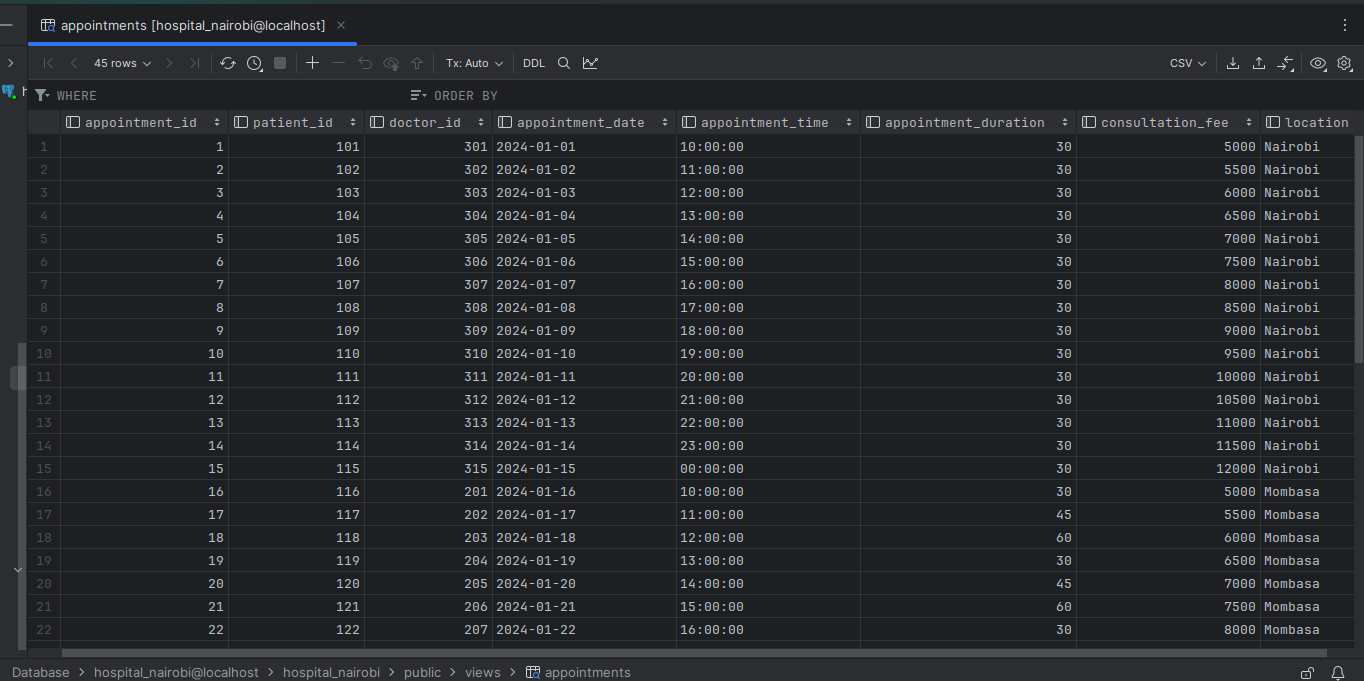 appointments [hospital_nairobi@localhost]
45 rows Tx: Auto DDL CSV
h WHERE ORDER BY
appointment_id patient_id doctor_id appointment_date appointment_time appointment_duration consultation_fee location
1 1 101 301 2024-01-01 10:00:00 30 5000 Nairobi
2 2 102 302 2024-01-02 11:00:00 30 5500 Nairobi
3 3 103 303 2024-01-03 12:00:00 30 6000 Nairobi
4 4 104 304 2024-01-04 13:00:00 30 6500 Nairobi
5 5 105 305 2024-01-05 14:00:00 30 7000 Nairobi
6 6 106 306 2024-01-06 15:00:00 30 7500 Nairobi
7 7 107 307 2024-01-07 16:00:00 30 8000 Nairobi
8 8 108 308 2024-01-08 17:00:00 30 8500 Nairobi
9 9 109 309 2024-01-09 18:00:00 30 9000 Nairobi
10 10 110 310 2024-01-10 19:00:00 30 9500 Nairobi
11 11 111 311 2024-01-11 20:00:00 30 10000 Nairobi
12 12 112 312 2024-01-12 21:00:00 30 10500 Nairobi
13 13 113 313 2024-01-13 22:00:00 30 11000 Nairobi
14 14 114 314 2024-01-14 23:00:00 30 11500 Nairobi
15 15 115 315 2024-01-15 00:00:00 30 12000 Nairobi
16 16 116 201 2024-01-16 10:00:00 30 5000 Mombasa
17 17 117 202 2024-01-17 11:00:00 45 5500 Mombasa
18 18 118 203 2024-01-18 12:00:00 60 6000 Mombasa
19 19 119 204 2024-01-19 13:00:00 30 6500 Mombasa
20 20 120 205 2024-01-20 14:00:00 45 7000 Mombasa
21 21 121 206 2024-01-21 15:00:00 60 7500 Mombasa
22 22 122 207 2024-01-22 16:00:00 30 8000 Mombasa
Database > hospital_nairobi@localhost > hospital_nairobi > public > views > appointments